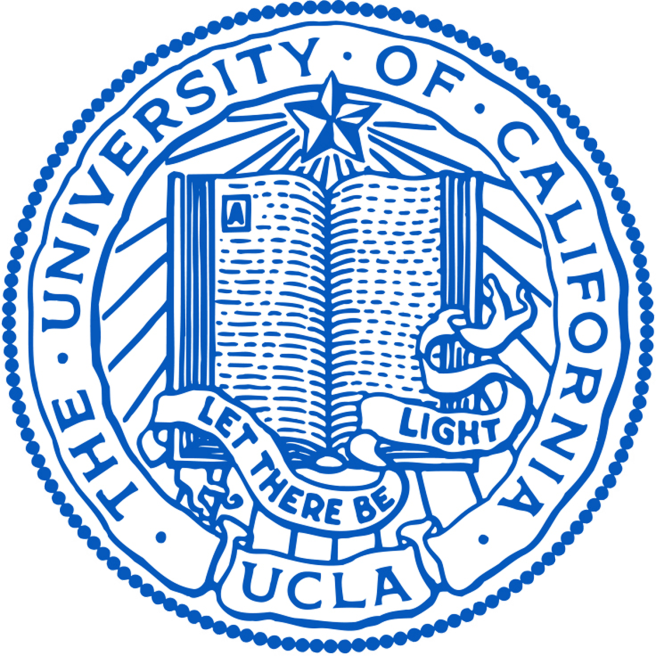 THE · UNIVERSITY · OF · CALIFORNIA
A
LET THERE BE
LIGHT
UCLA